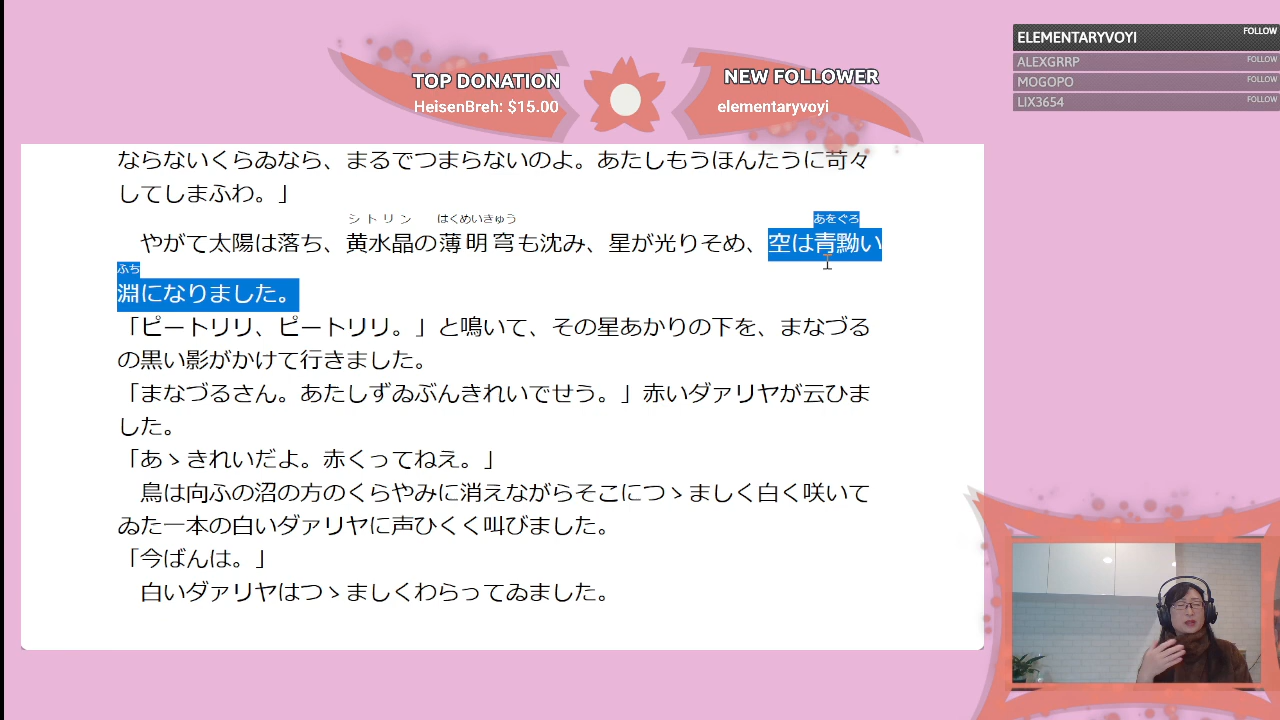 TOP DONATION
HeisenBreh: $15.00
NEW FOLLOWER
elementaryvoyi
ELEMENTARYVOYI FOLLOW
ALEXGRRP FOLLOW
MOGOPO FOLLOW
LIX3654 FOLLOW
ならないくらゐなら、まるでつまらないのよ。あたしもうほんたうに苛々
してしまふわ。」
シトリン はくめいきゅう あをぐろ
やがて太陽は落ち、黄水晶の薄明穹も沈み、星が光りそめ、空は青黝い
ふち
淵になりました。
「ピートリリ、ピートリリ。」と鳴いて、その星あかりの下を、まなづる
の黒い影がかけて行きました。
「まなづるさん。あたしずゐぶんきれいでせう。」赤いダァリヤが云ひま
した。
「あゝきれいだよ。赤くってねえ。」
鳥は向ふの沼の方のくらやみに消えながらそこにつゝましく白く咲いて
ゐた一本の白いダァリヤに声ひくく叫びました。
「今ばんは。」
白いダァリヤはつゝましくわらってゐました。